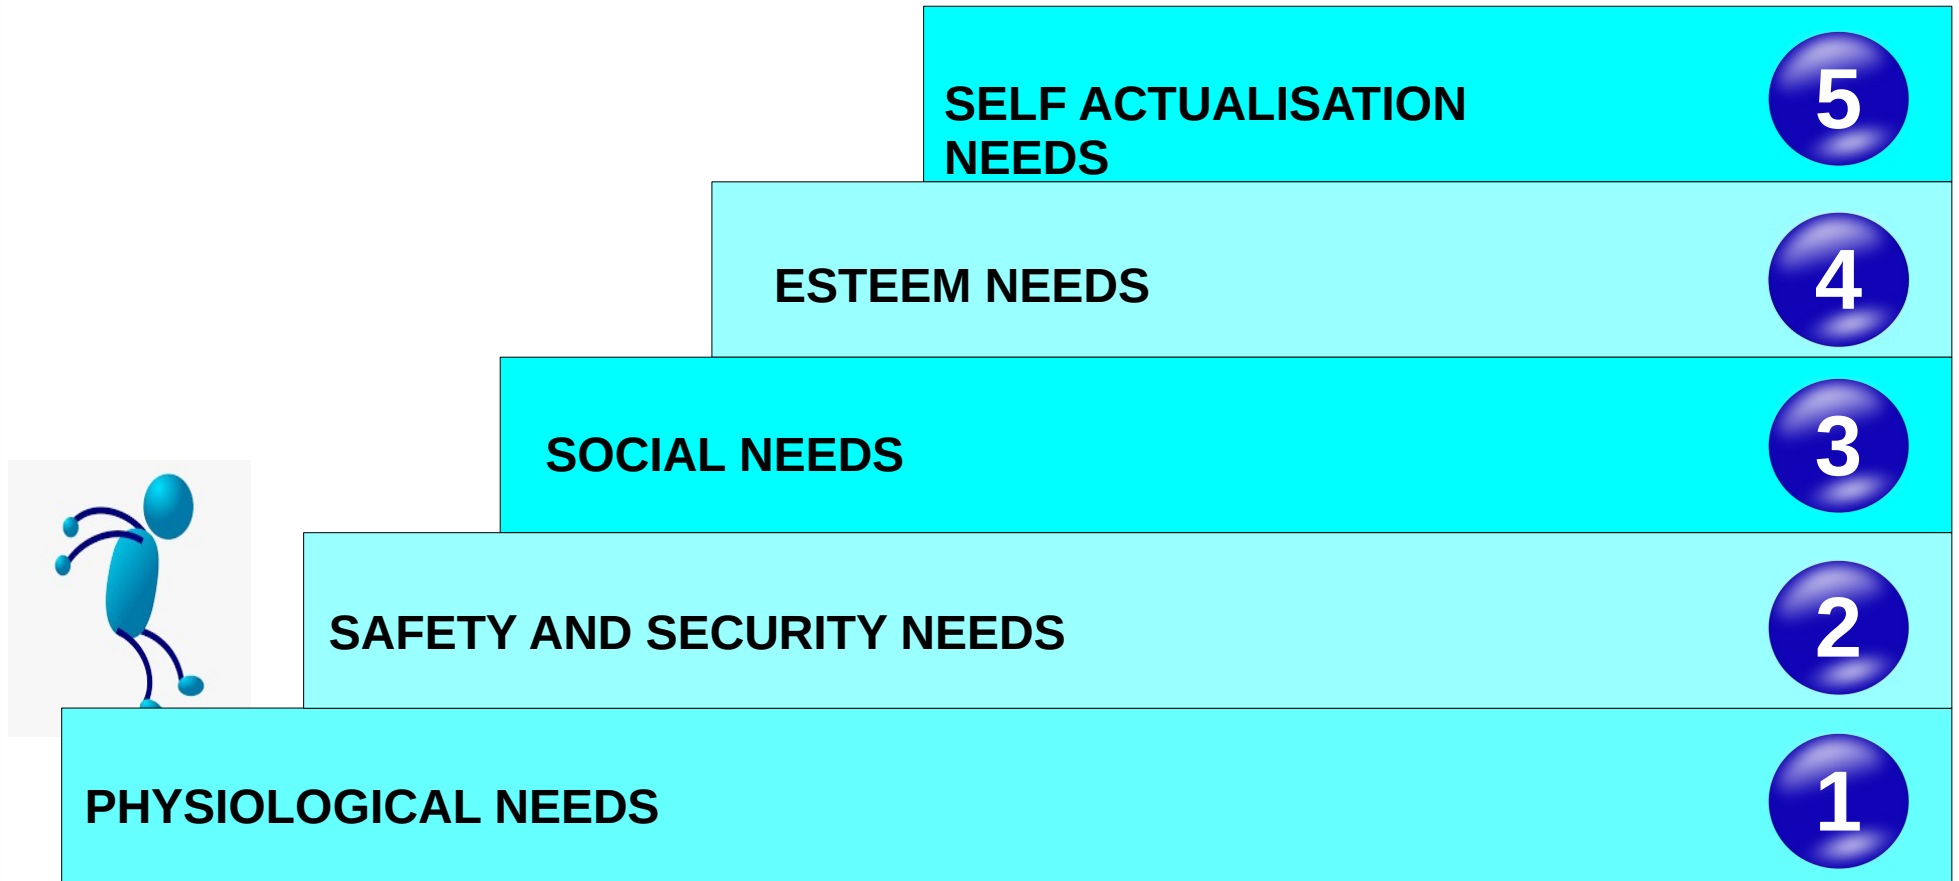 SELF ACTUALISATION
NEEDS
5
ESTEEM NEEDS
4
SOCIAL NEEDS
3
SAFETY AND SECURITY NEEDS
2
PHYSIOLOGICAL NEEDS
1